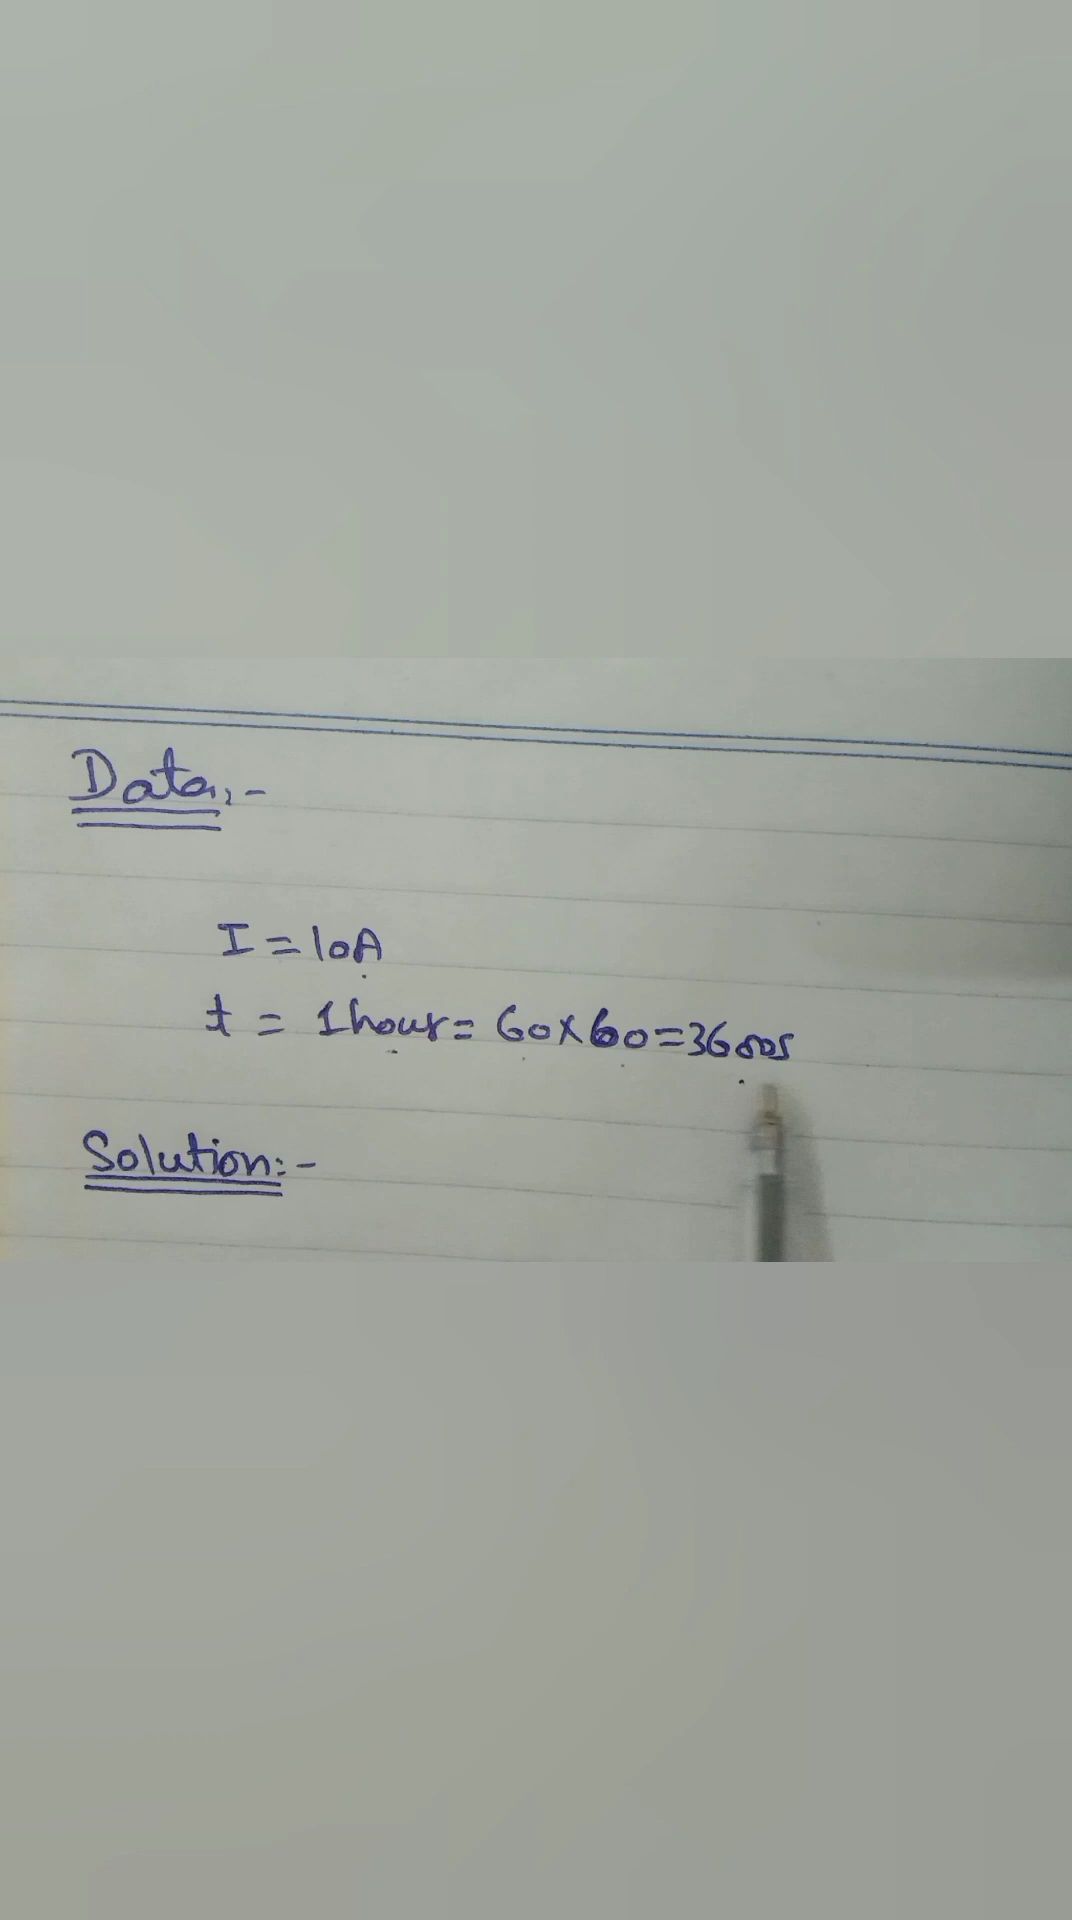 Data:-
I = 10A
t = 1hour = 60x60=3600s
Solution:-